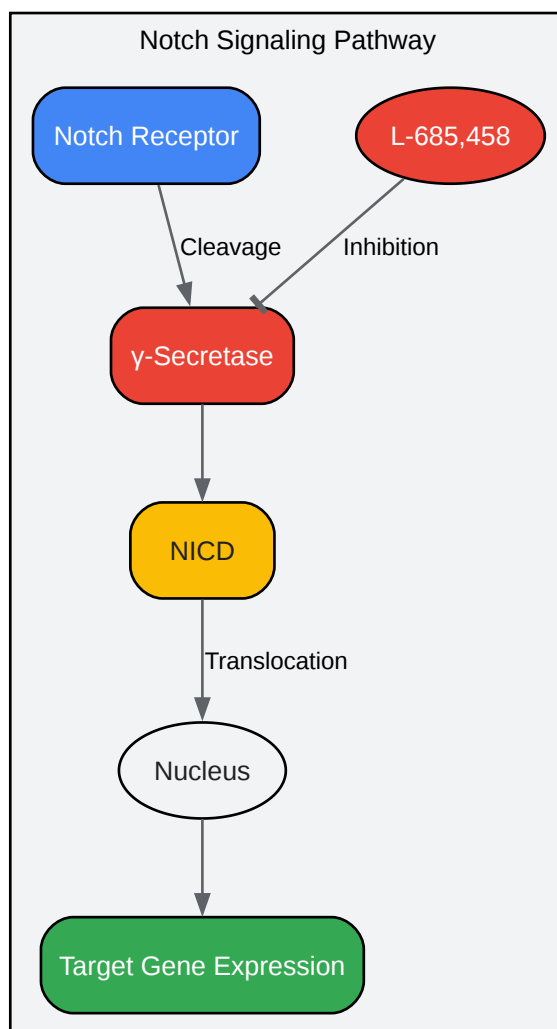 Notch Signaling Pathway
Notch Receptor
L-685,458
Cleavage
Inhibition
γ-Secretase
NICD
Translocation
Nucleus
Target Gene Expression